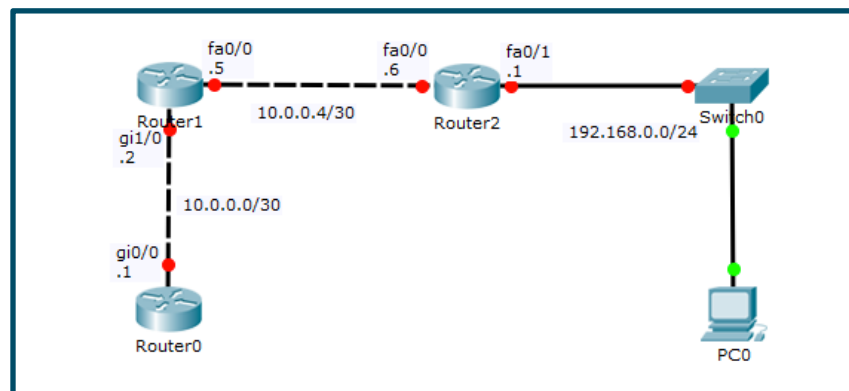 fa0/0
.5
fa0/0
.6
fa0/1
.1
Router1
10.0.0.4/30
Router2
192.168.0.0/24
Switch0
gi1/0
.2
10.0.0.0/30
gi0/0
.1
Router0
PC0